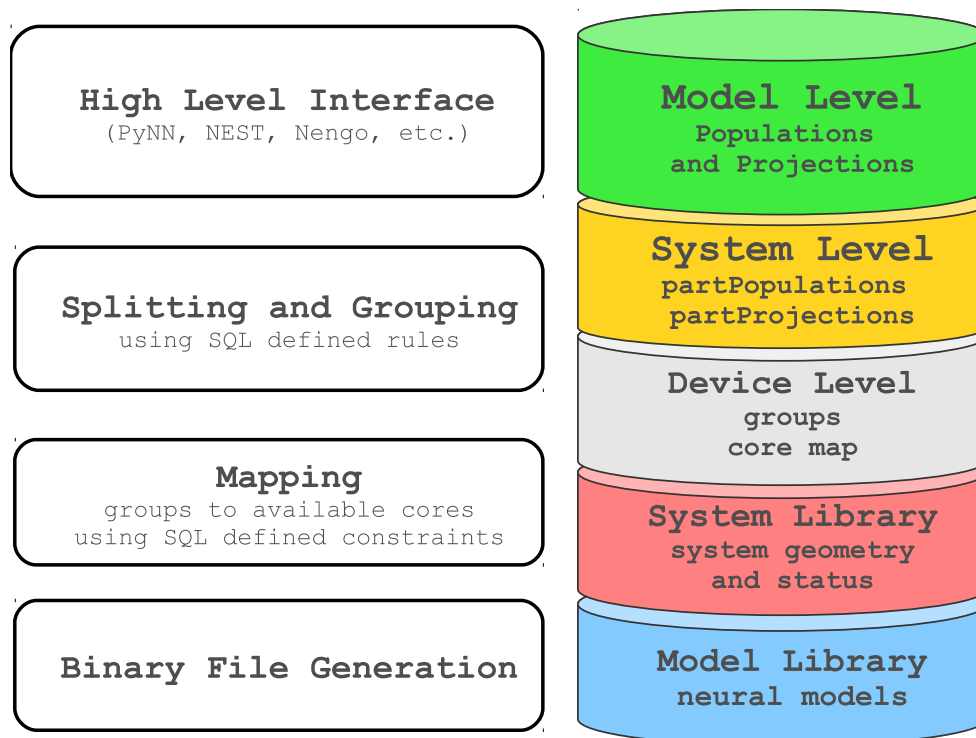 High Level Interface
(PyNN, NEST, Nengo, etc.)
Splitting and Grouping
using SQL defined rules
Mapping
groups to available cores
using SQL defined constraints
Binary File Generation
Model Level
Populations
and Projections
System Level
partPopulations
partProjections
Device Level
groups
core map
System Library
system geometry
and status
Model Library
neural models